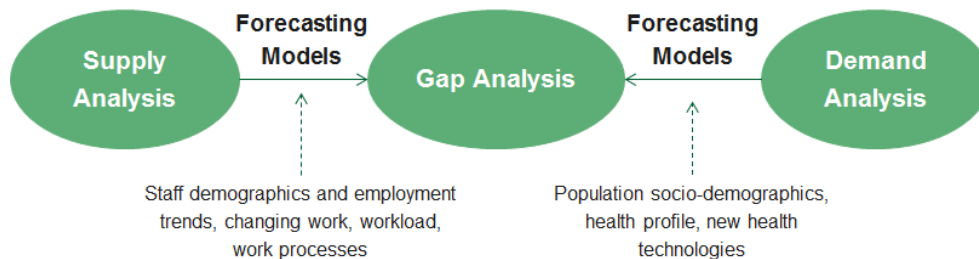 Forecasting
Models
Forecasting
Models
Supply
Analysis
Gap Analysis
Demand
Analysis
Staff demographics and employment
trends, changing work, workload,
work processes
Population socio-demographics,
health profile, new health
technologies